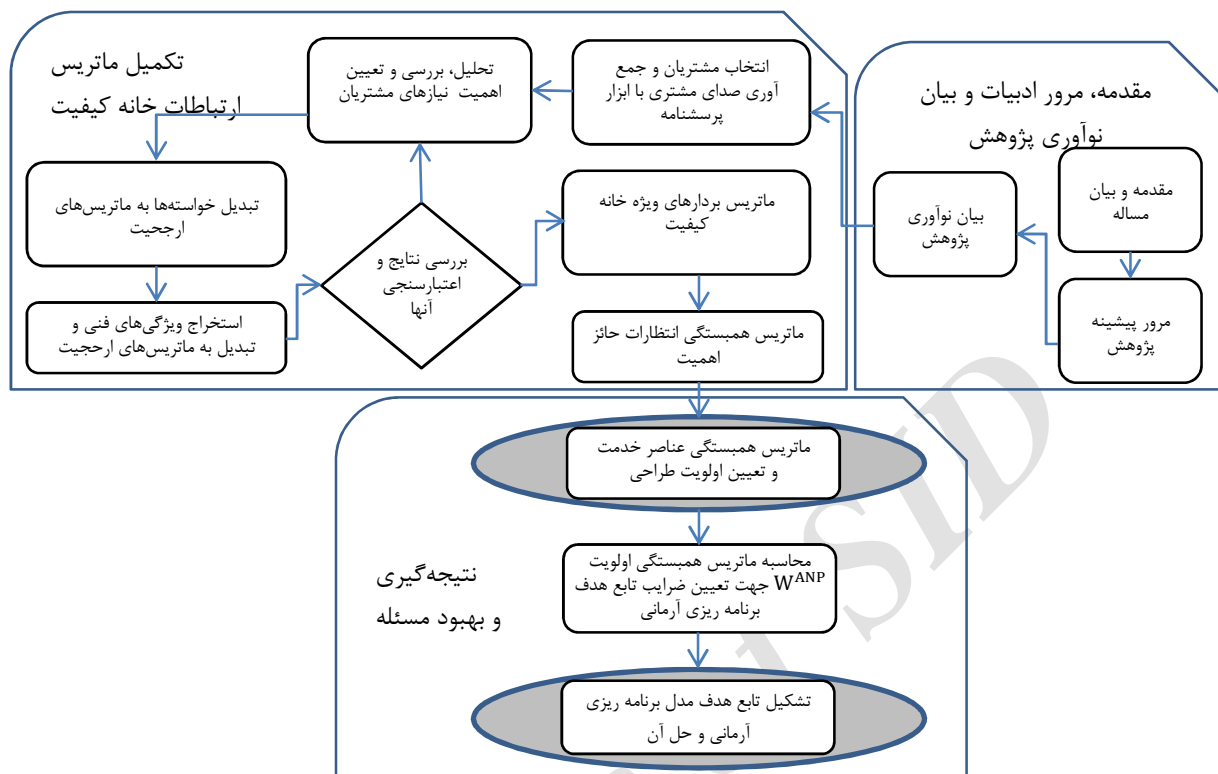 مقدمه، مرور ادبیات و بیان
نوآوری پژوهش
مقدمه و بیان
مساله
مرور پیشینه
پژوهش
بیان نوآوری
پژوهش
تکمیل ماتریس
ارتباطات خانه کیفیت
انتخاب مشتریان و جمع
آوری صدای مشتری با ابزار
پرسشنامه
تحلیل، بررسی و تعیین
اهمیت نیازهای مشتریان
تبدیل خواسته‌ها به ماتریس‌های
ارجحیت
استخراج ویژگی‌های فنی و
تبدیل به ماتریس‌های ارجحیت
بررسی نتایج و
اعتبارسنجی
آنها
ماتریس بردارهای ویژه خانه
کیفیت
ماتریس همبستگی انتظارات حائز
اهمیت
نتیجه‌گیری
و بهبود مسئله
ماتریس همبستگی عناصر خدمت
و تعیین اولویت طراحی
محاسبه ماتریس همبستگی اولویت
W^ANP جهت تعیین ضرایب تابع هدف
برنامه ریزی آرمانی
تشکیل تابع هدف مدل برنامه ریزی
آرمانی و حل آن
SID